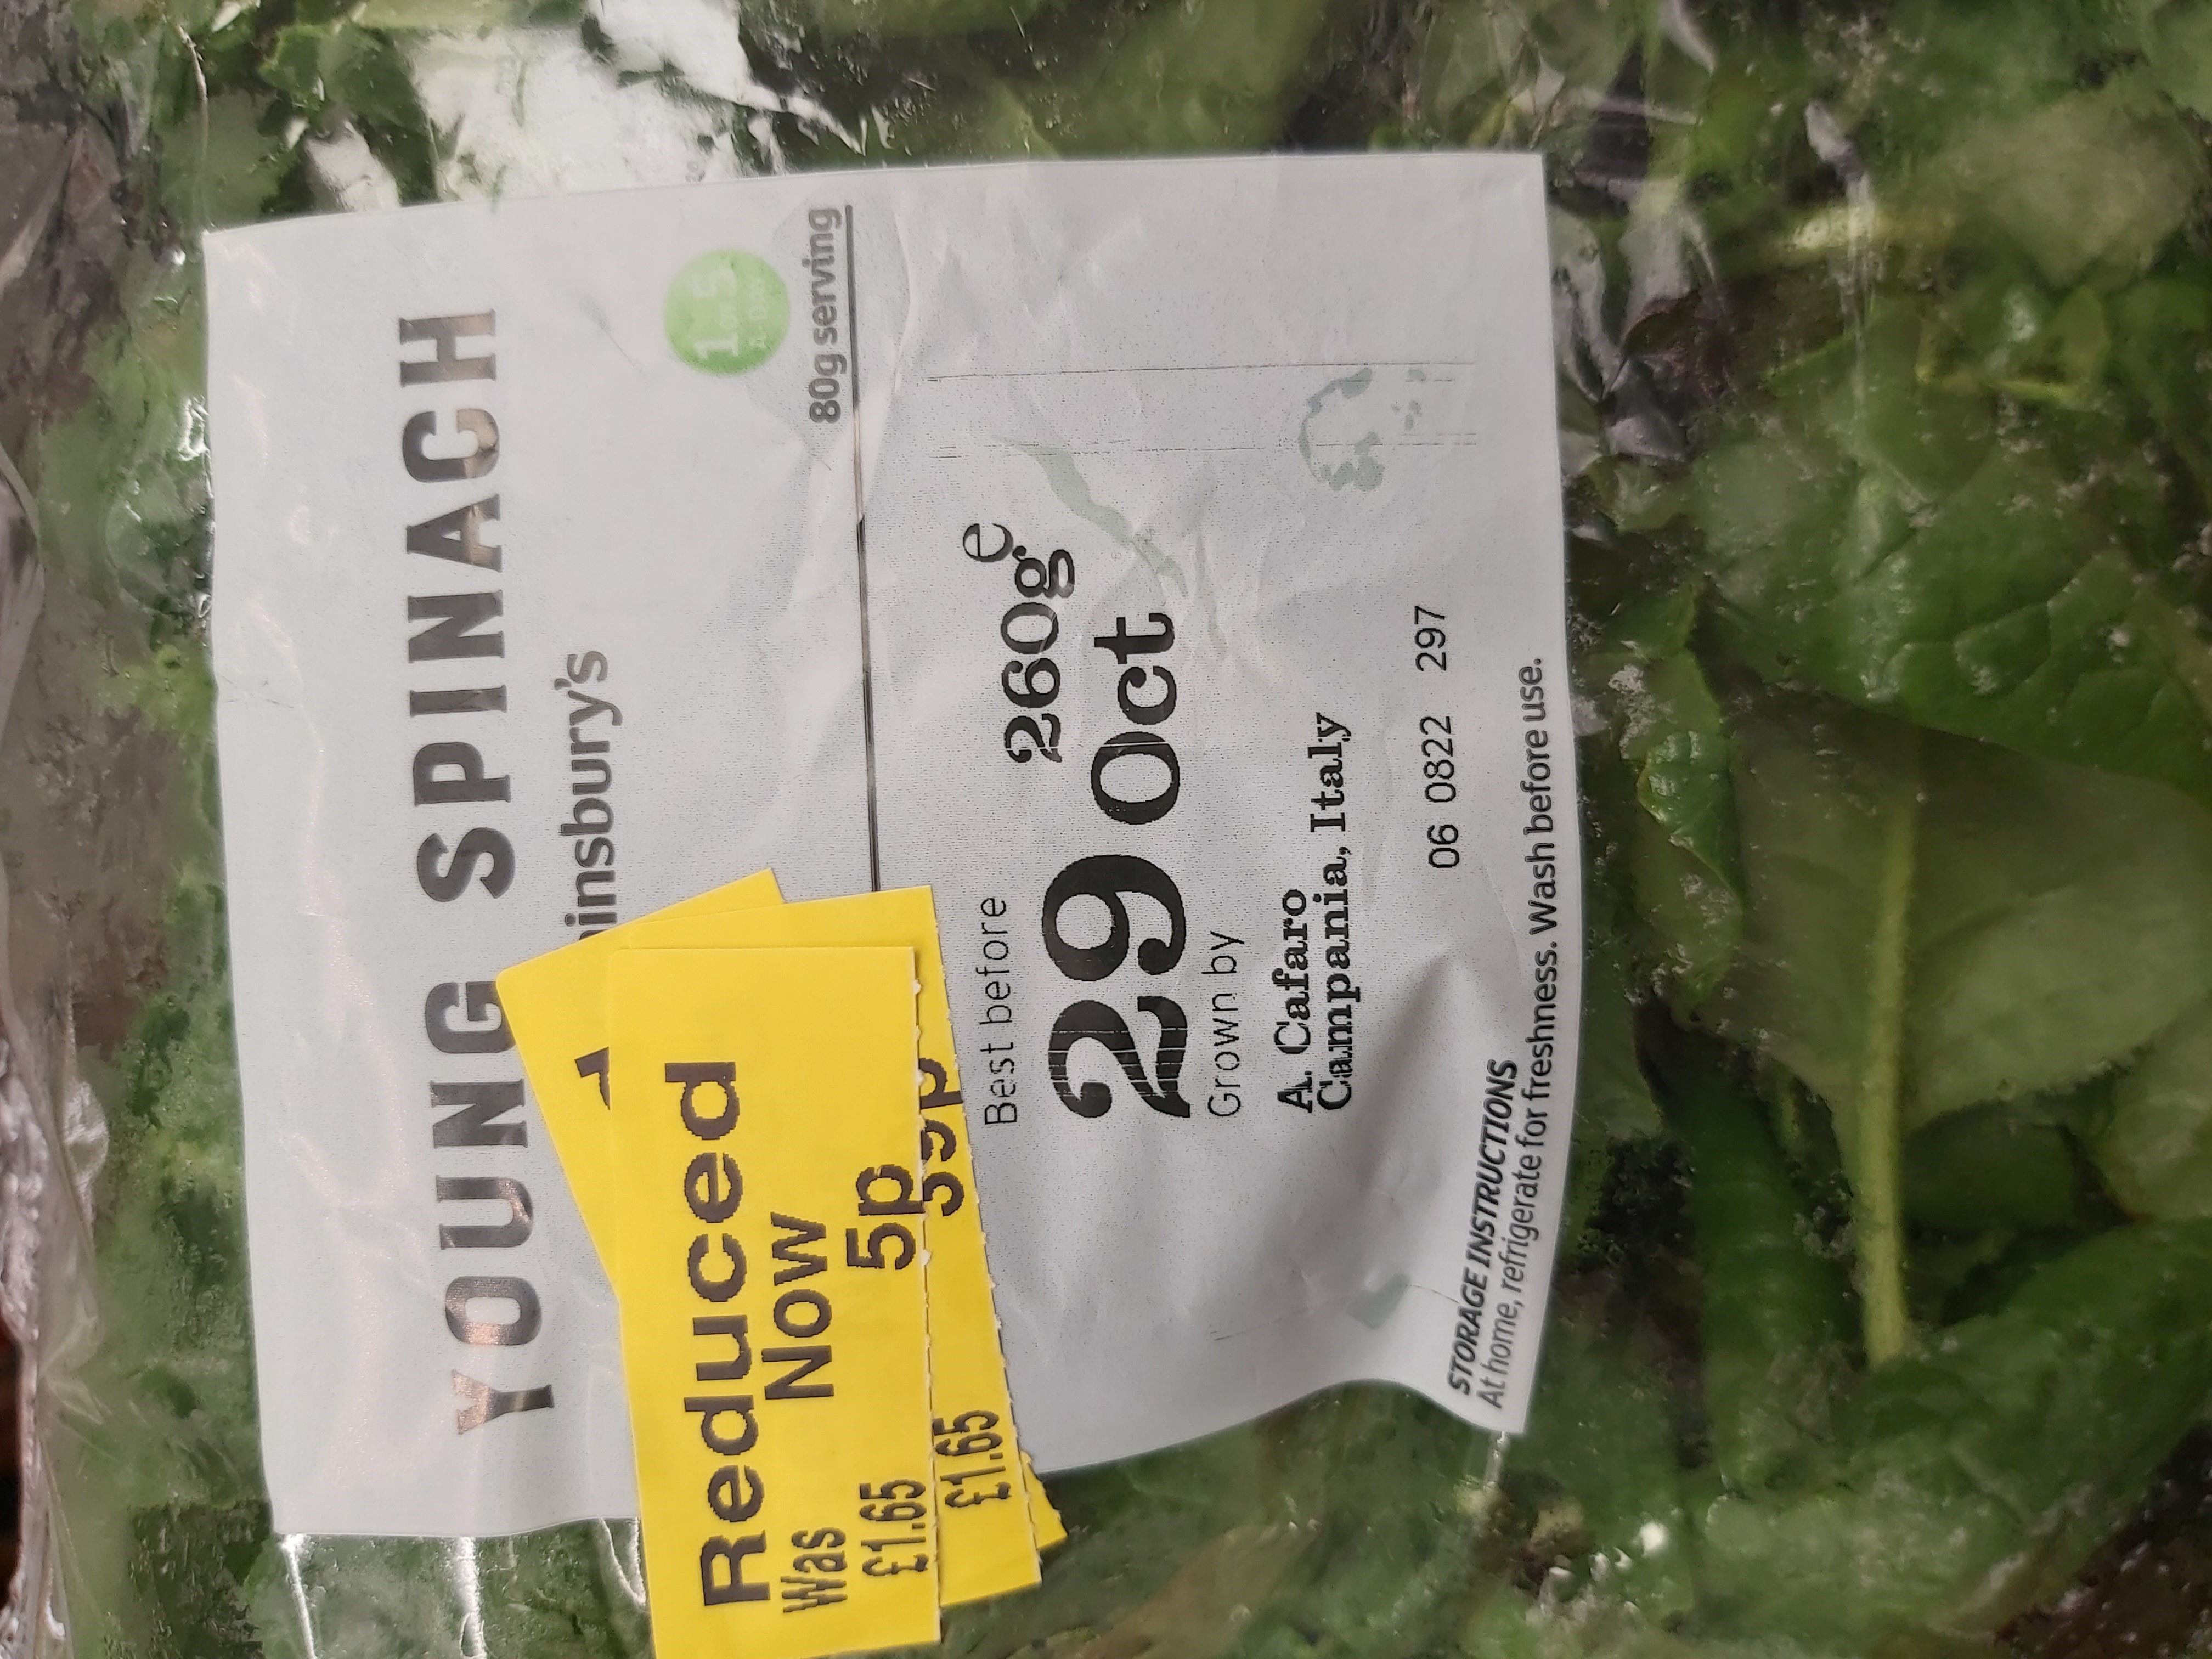 YOUNG SPINACH
insbury's
1 OF 5
A DAY
80g serving
Reduced
Now
Was
£1.65
5p
£1.65
Best before
260g e
29 Oct
Grown by
A. Cafaro
Campania, Italy
06 0822 297
STORAGE INSTRUCTIONS
At home, refrigerate for freshness. Wash before use.